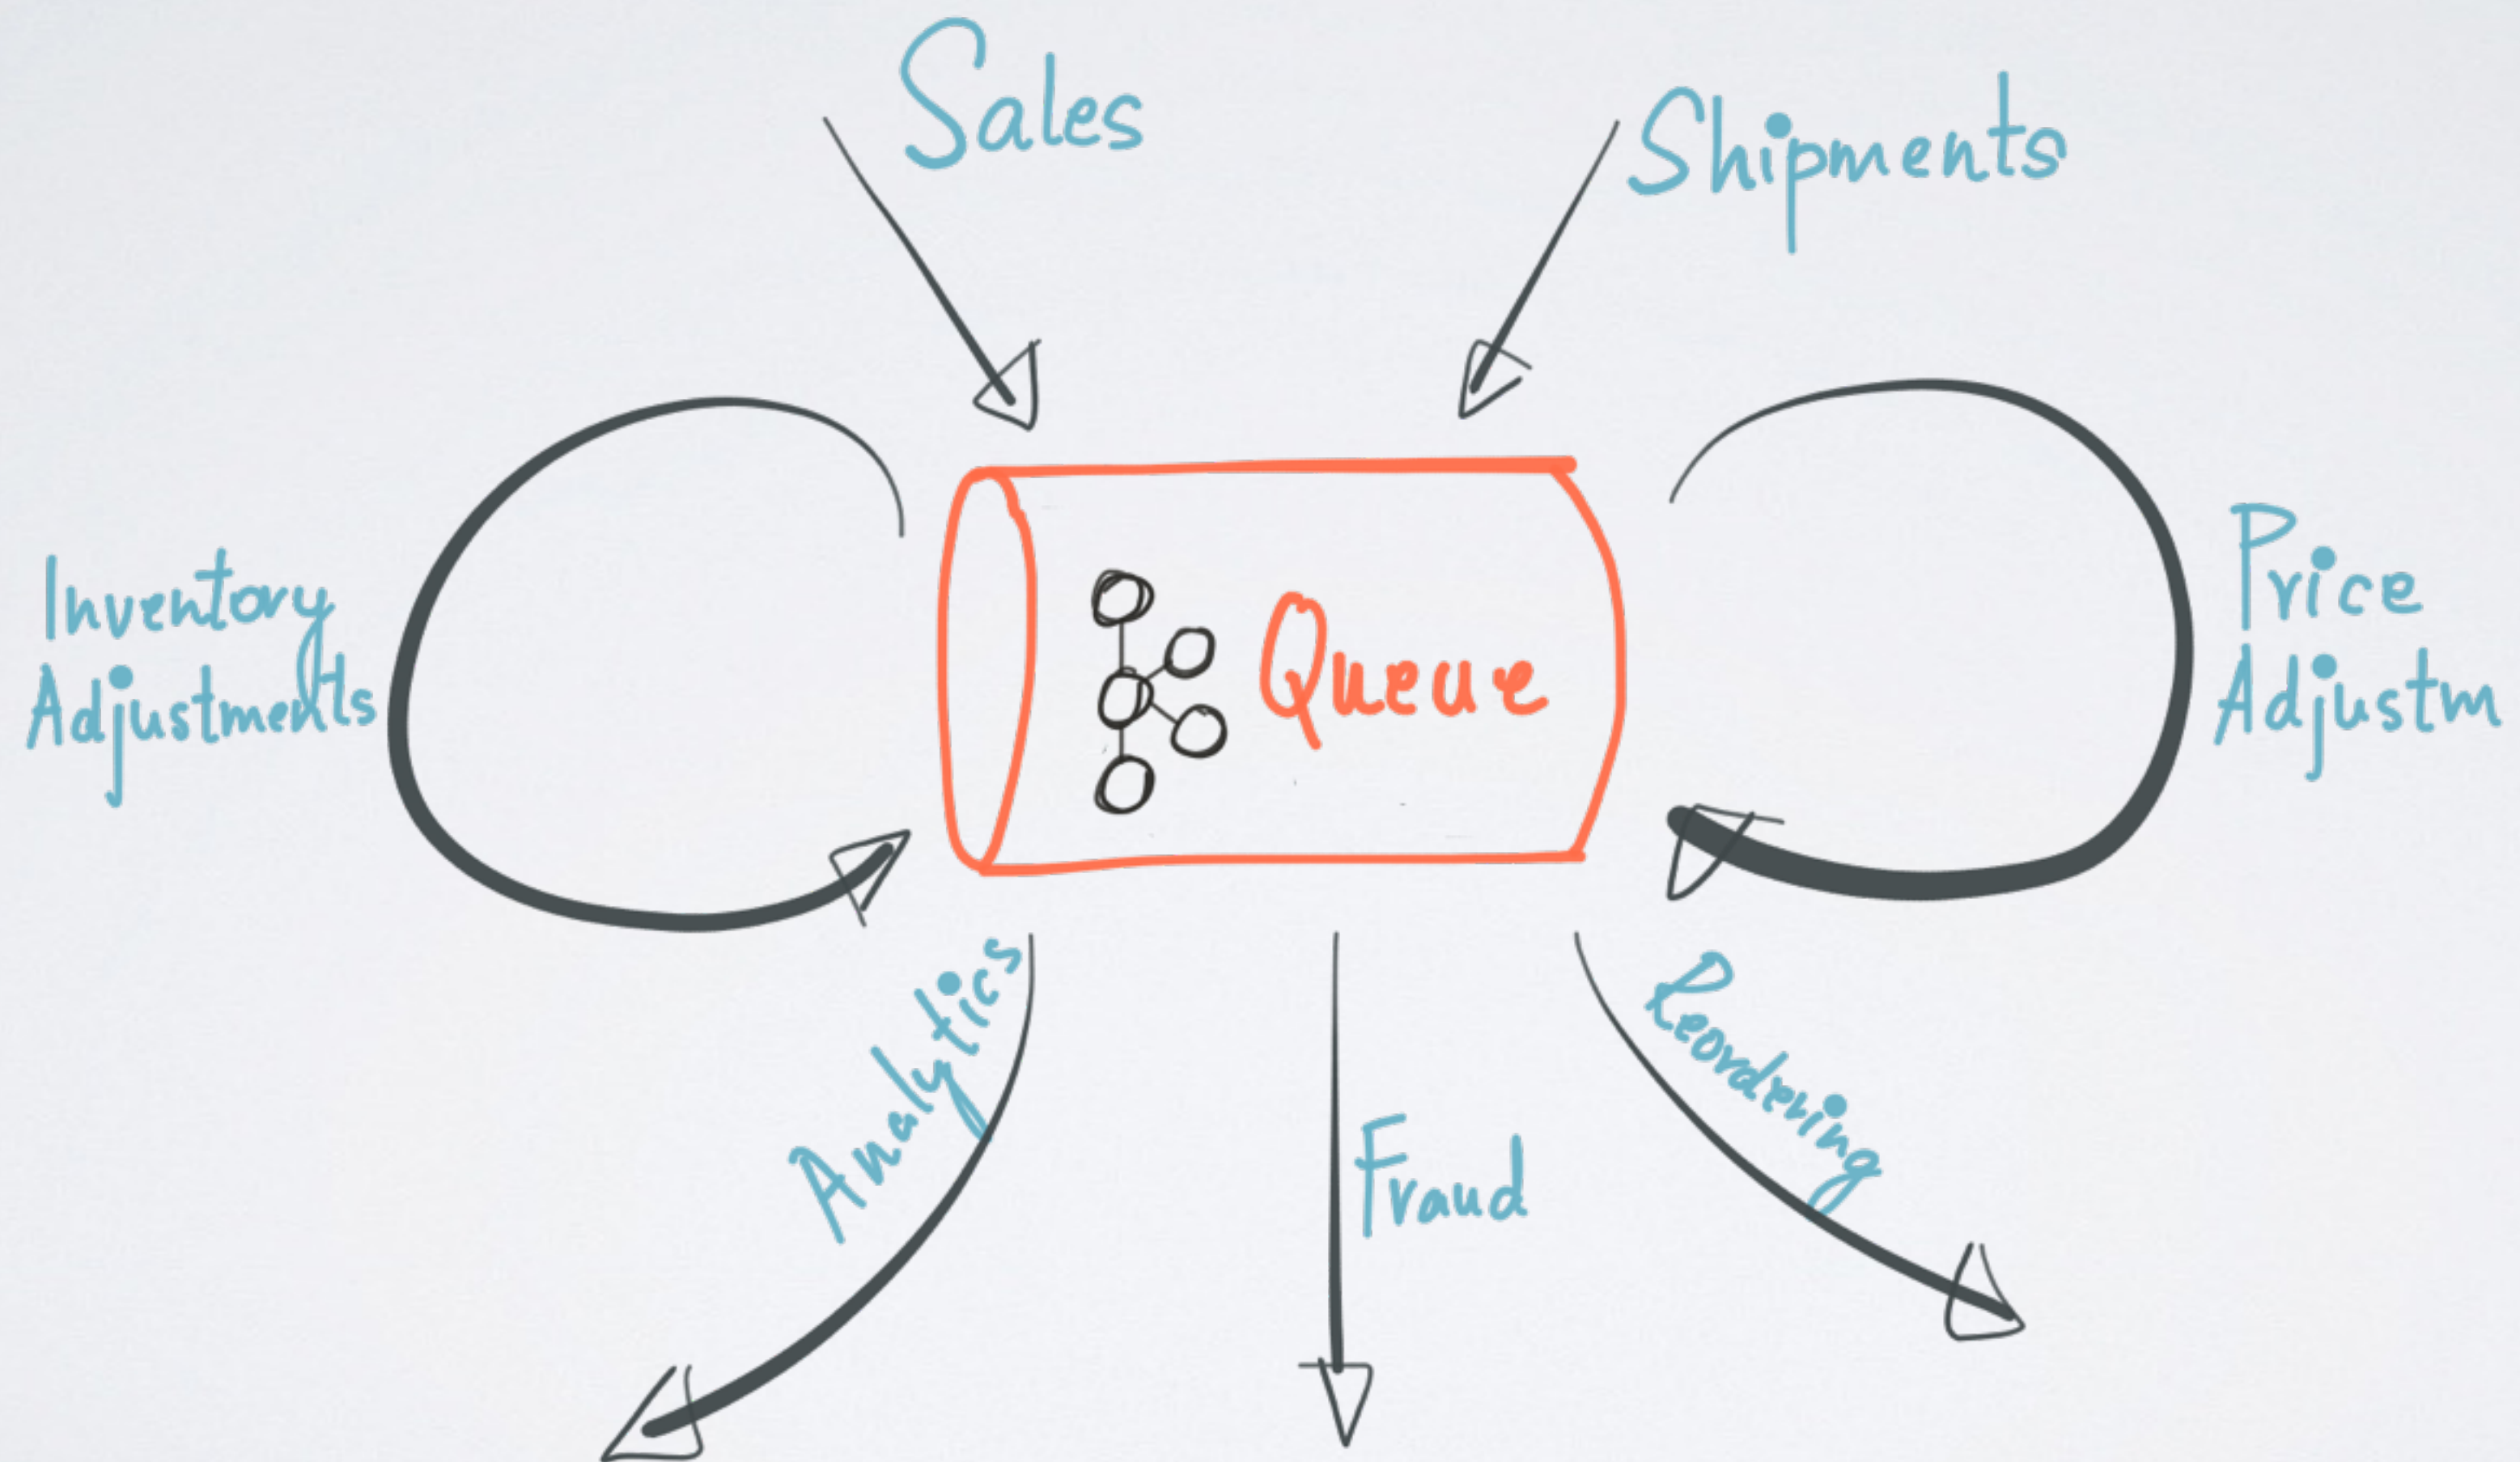 Sales
Shipments
Inventory
Adjustments
Queue
Price
Adjustm
Analytics
Fraud
Reordering